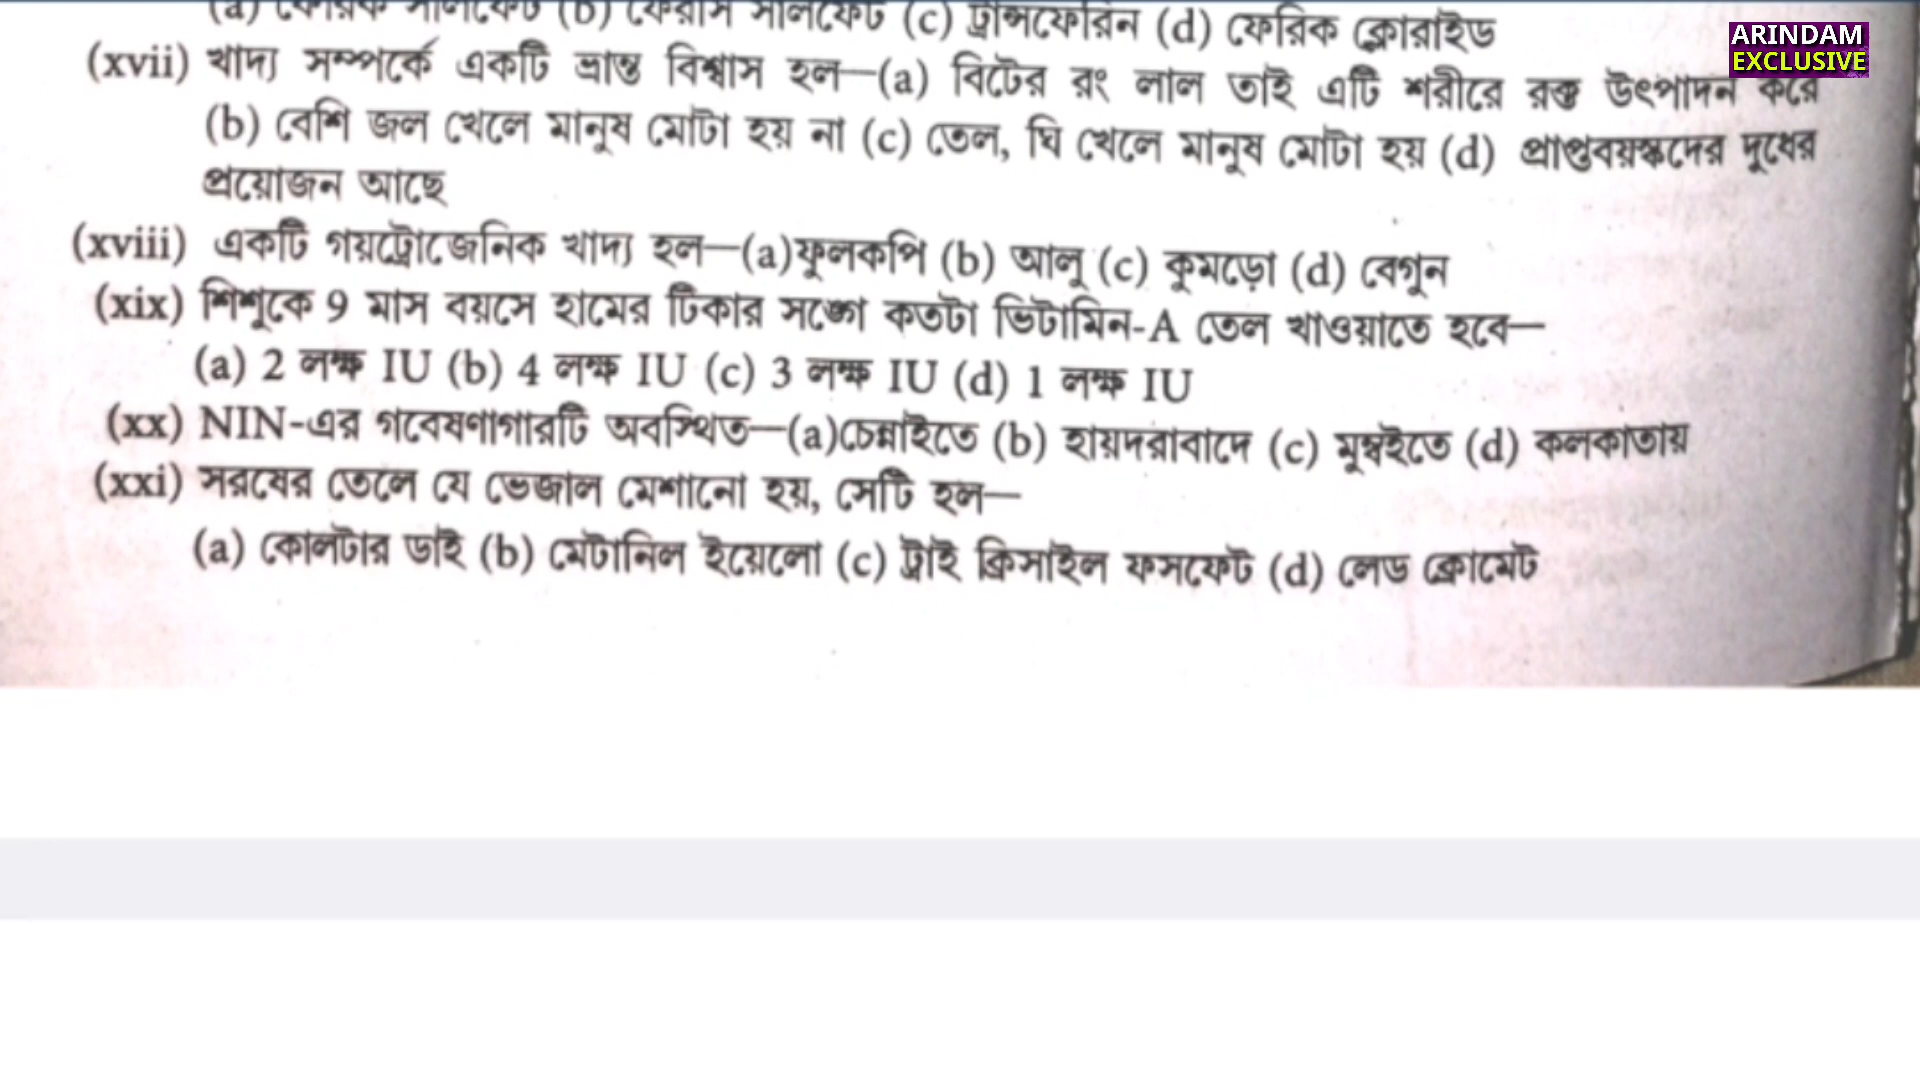 (a) ফেরিক সালফেট (b) ফেরাস সালফেট (c) ট্রান্সফেরিন (d) ফেরিক ক্লোরাইড
ARINDAM
EXCLUSIVE
(xvii) খাদ্য সম্পর্কে একটি ভ্রান্ত বিশ্বাস হল—(a) বিটের রং লাল তাই এটি শরীরে রক্ত উৎপাদন করে
(b) বেশি জল খেলে মানুষ মোটা হয় না (c) তেল, ঘি খেলে মানুষ মোটা হয় (d) প্রাপ্তবয়স্কদের দুধের
প্রয়োজন আছে
(xviii) একটি গয়ট্রোজেনিক খাদ্য হল—(a)ফুলকপি (b) আলু (c) কুমড়ো (d) বেগুন
(xix) শিশুকে 9 মাস বয়সে হামের টিকার সঙ্গে কতটা ভিটামিন-A তেল খাওয়াতে হবে—
(a) 2 লক্ষ IU (b) 4 লক্ষ IU (c) 3 লক্ষ IU (d) 1 লক্ষ IU
(xx) NIN-এর গবেষণাগারটি অবস্থিত—(a)চেন্নাইতে (b) হায়দরাবাদে (c) মুম্বইতে (d) কলকাতায়
(xxi) সরষের তেলে যে ভেজাল মেশানো হয়, সেটি হল—
(a) কোলটার ডাই (b) মেটানিল ইয়েলো (c) ট্রাই ক্রিসাইল ফসফেট (d) লেড ক্রোমেট